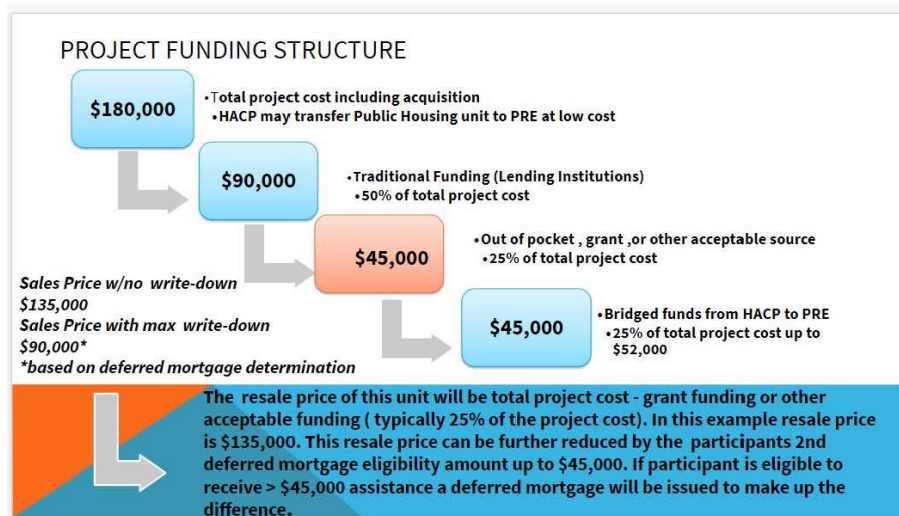 PROJECT FUNDING STRUCTURE
$180,000
•Total project cost including acquisition
•HACP may transfer Public Housing unit to PRE at low cost
$90,000
•Traditional Funding (Lending Institutions)
•50% of total project cost
$45,000
•Out of pocket , grant ,or other acceptable source
•25% of total project cost
$45,000
•Bridged funds from HACP to PRE
•25% of total project cost up to
$52,000
Sales Price w/no write-down
$135,000
Sales Price with max write-down
$90,000*
*based on deferred mortgage determination
The resale price of this unit will be total project cost - grant funding or other
acceptable funding ( typically 25% of the project cost). In this example resale price
is $135,000. This resale price can be further reduced by the participants 2nd
deferred mortgage eligibility amount up to $45,000. If participant is eligible to
receive > $45,000 assistance a deferred mortgage will be issued to make up the
difference.